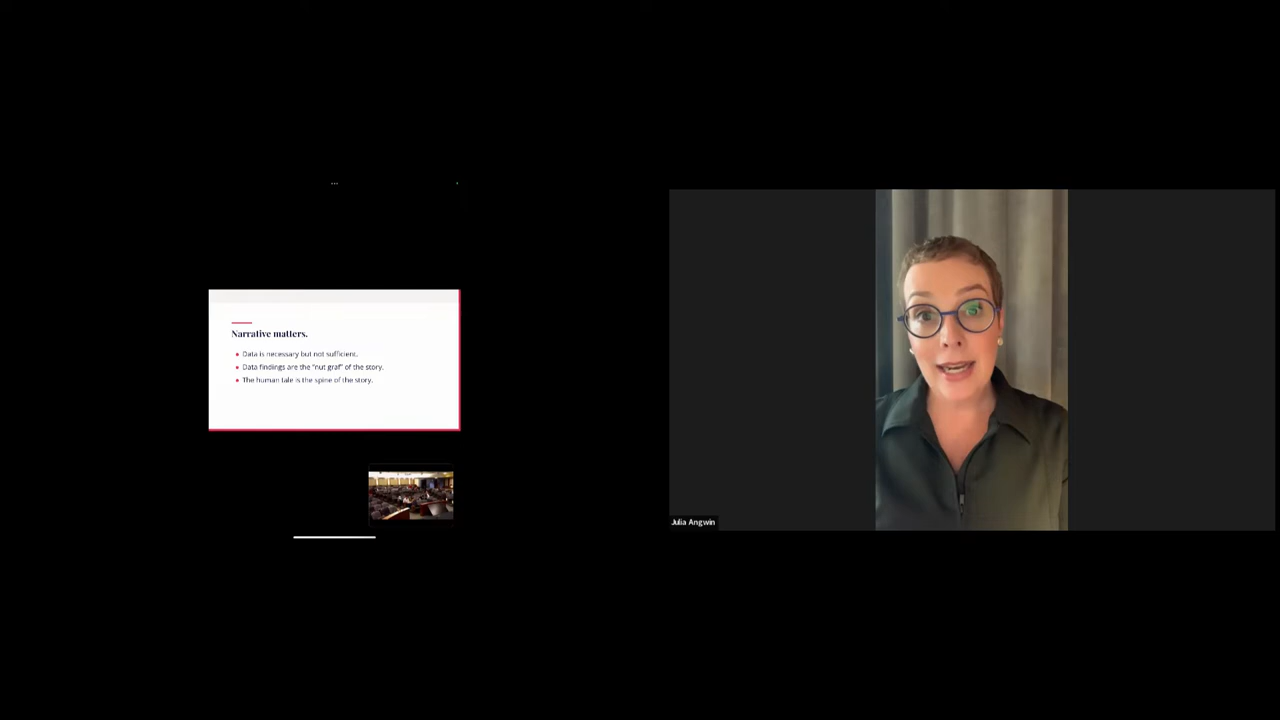 Narrative matters.
Data is necessary but not sufficient.
Data findings are the "nut graf" of the story.
The human tale is the spine of the story.
Julia Angwin